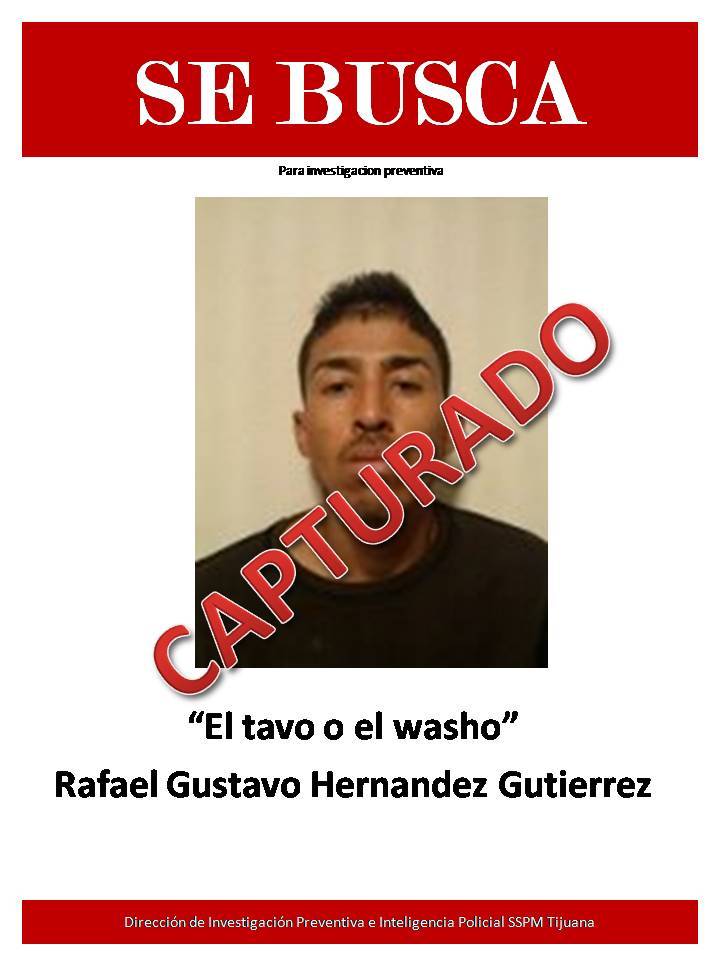 SE BUSCA
Para investigacion preventiva
CAPTURADO
“El tavo o el washo”
Rafael Gustavo Hernandez Gutierrez
Dirección de Investigación Preventiva e Inteligencia Policial SSPM Tijuana